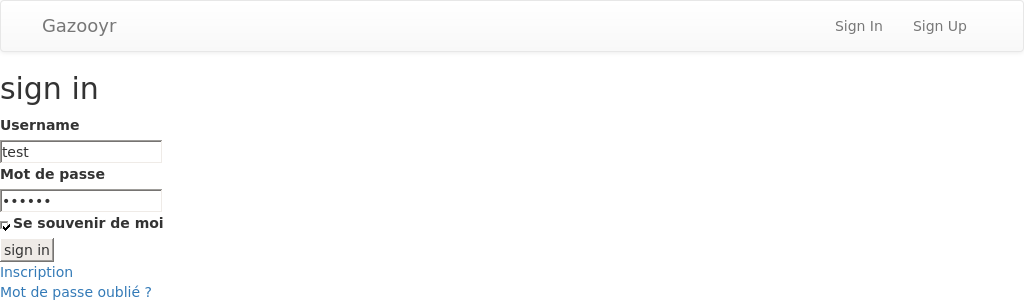 Gazooyr Sign In Sign Up
sign in
Username
test
Mot de passe
••••••
Se souvenir de moi
sign in
Inscription
Mot de passe oublié ?